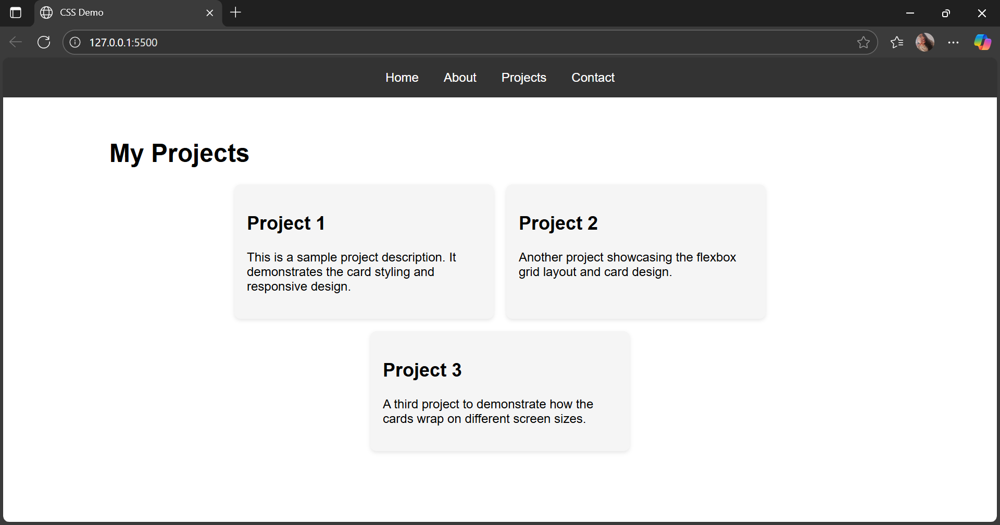 CSS Demo
127.0.0.1:5500
Home About Projects Contact
My Projects
Project 1
This is a sample project description. It
demonstrates the card styling and
responsive design.
Project 2
Another project showcasing the flexbox
grid layout and card design.
Project 3
A third project to demonstrate how the
cards wrap on different screen sizes.